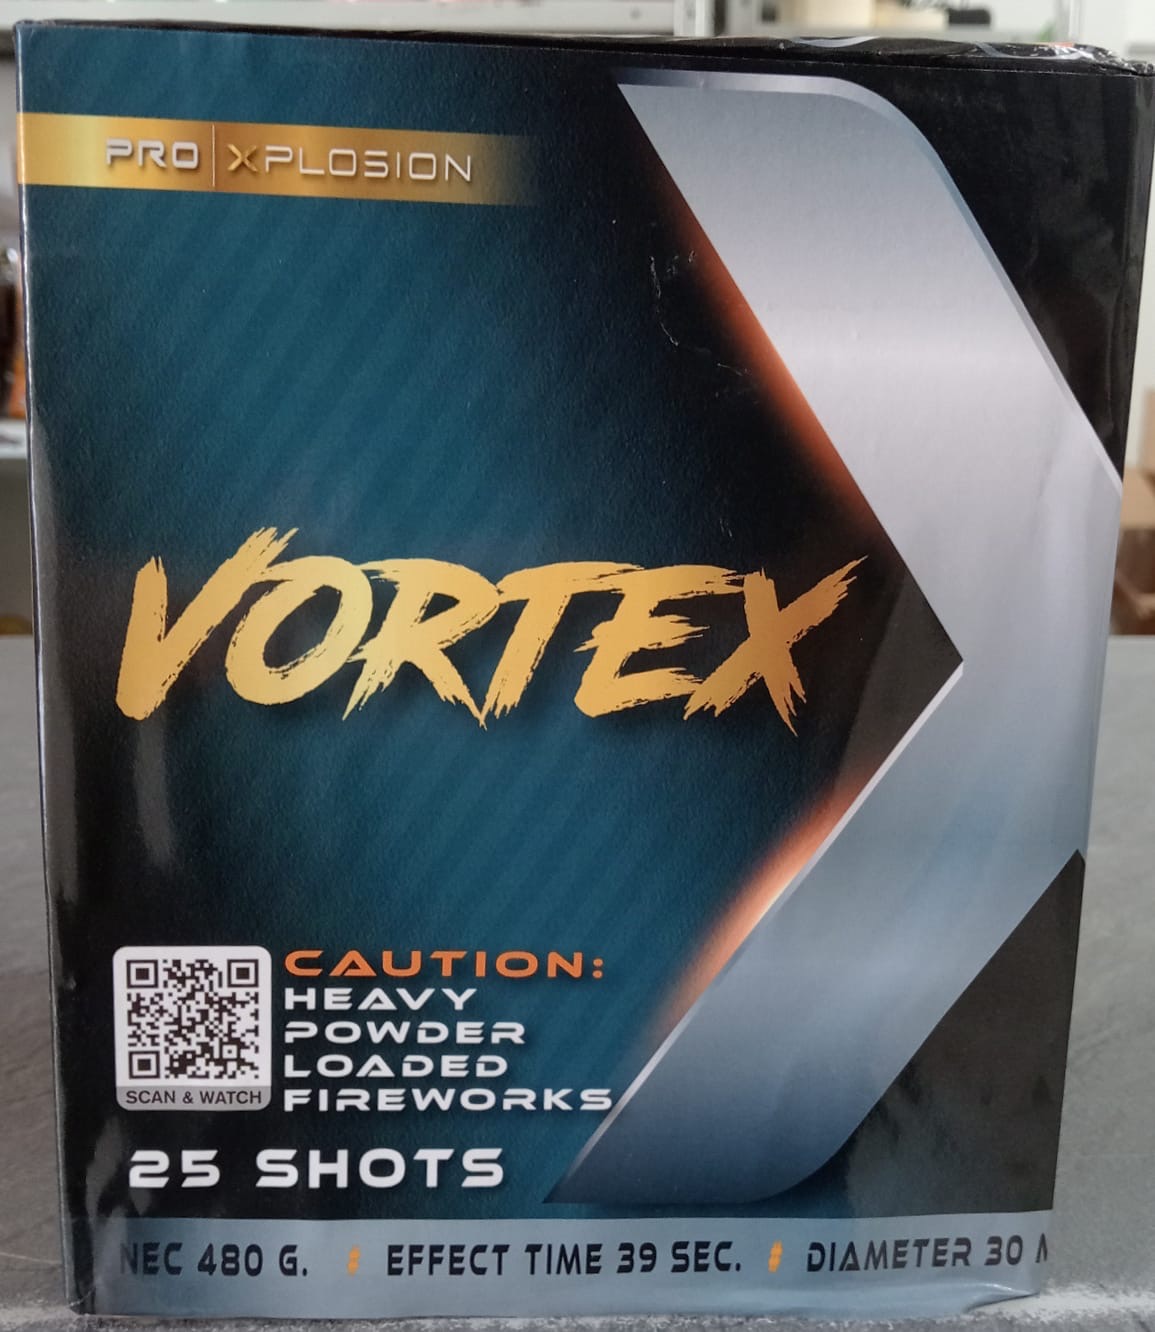 PRO XPLOSION
VORTEX
CAUTION:
HEAVY
POWDER
LOADED
FIREWORKS
SCAN & WATCH
25 SHOTS
NEC 480 G. EFFECT TIME 39 SEC. DIAMETER 30